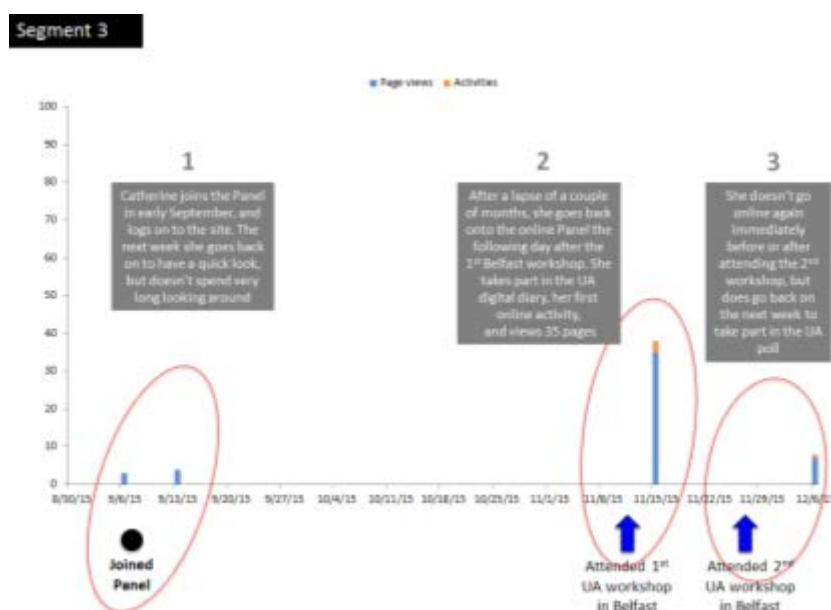 Segment 3
Page views Activities
100
90
80
70
60
50
40
30
20
10
0
1
Catherine joins the Panel
in early September, and
logs on to the site. The
next week she goes back
on to have a quick look,
but doesn't spend very
long looking around
2
After a lapse of a couple
of months, she goes back
onto the online Panel the
following day after the
1st Belfast workshop. She
takes part in the UA
digital diary, her first
online activity,
and views 35 pages
3
She doesn't go
online again
immediately
before or after
attending the 2nd
workshop, but
does go back on
the next week to
take part in the UA
poll
8/30/15 9/6/15 9/13/15 9/20/15 9/27/15 10/4/15 10/11/15 10/18/15 10/25/15 11/1/15 11/8/15 11/15/15 11/22/15 11/29/15 12/6/15
Joined
Panel
Attended 1st
UA workshop
in Belfast
Attended 2nd
UA workshop
in Belfast